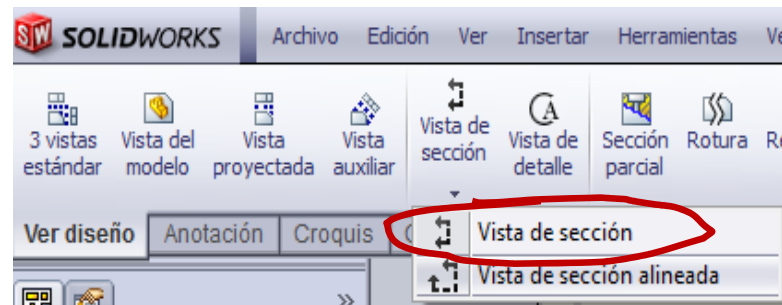 SW SOLIDWORKS Archivo Edición Ver Insertar Herramientas
3 vistas estándar
Vista del modelo
Vista proyectada
Vista auxiliar
Vista de sección
Vista de detalle
Sección parcial
Rotura
Ver diseño Anotación Croquis
Vista de sección
Vista de sección alineada